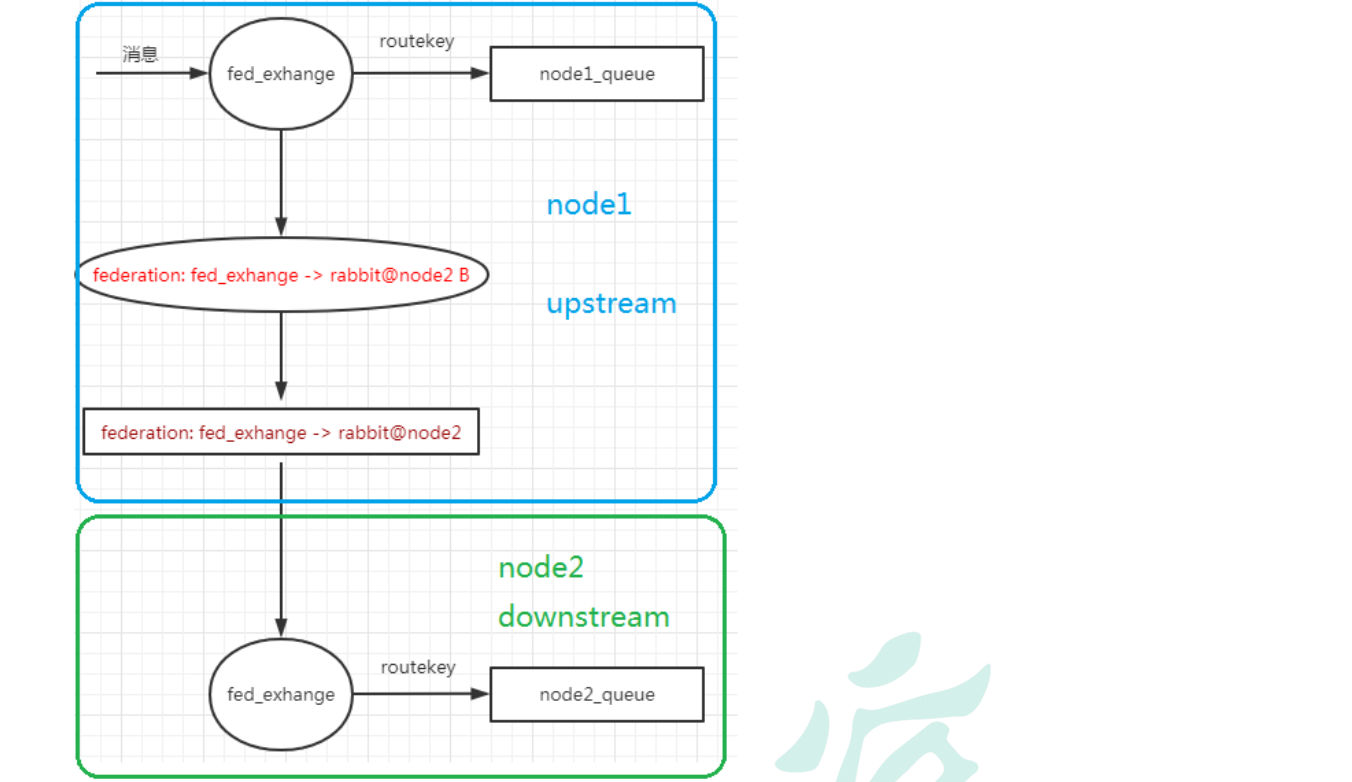 消息
routekey
fed_exhange
node1_queue
node1
federation: fed_exhange -> rabbit@node2 B
upstream
federation: fed_exhange -> rabbit@node2
node2
downstream
routekey
fed_exhange
node2_queue